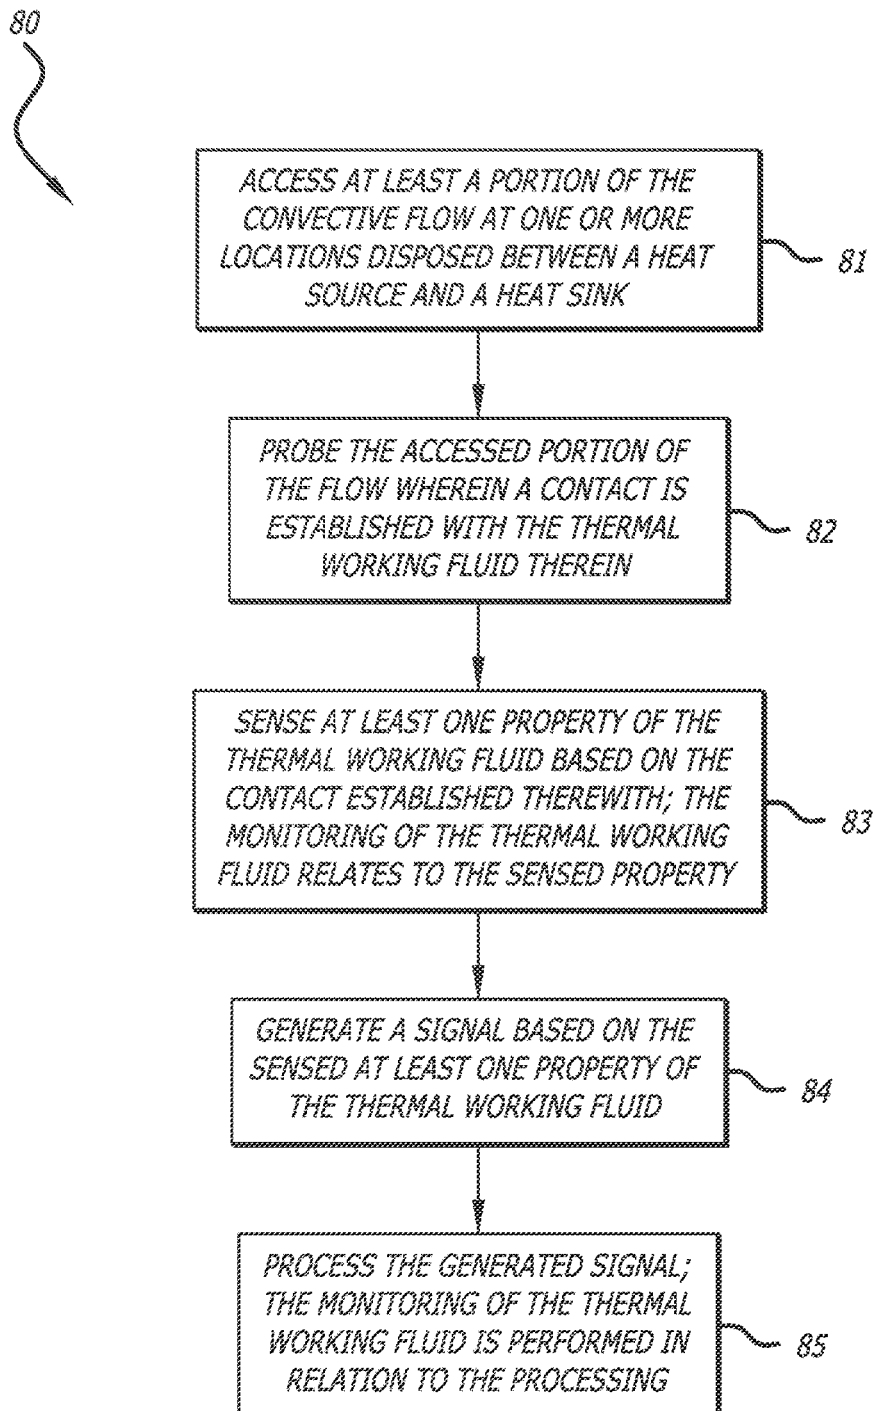 80
ACCESS AT LEAST A PORTION OF THE
CONVECTIVE FLOW AT ONE OR MORE
LOCATIONS DISPOSED BETWEEN A HEAT
SOURCE AND A HEAT SINK
81
PROBE THE ACCESSED PORTION OF
THE FLOW WHEREIN A CONTACT IS
ESTABLISHED WITH THE THERMAL
WORKING FLUID THEREIN
82
SENSE AT LEAST ONE PROPERTY OF THE
THERMAL WORKING FLUID BASED ON THE
CONTACT ESTABLISHED THEREWITH; THE
MONITORING OF THE THERMAL WORKING
FLUID RELATES TO THE SENSED PROPERTY
83
GENERATE A SIGNAL BASED ON THE
SENSED AT LEAST ONE PROPERTY OF
THE THERMAL WORKING FLUID
84
PROCESS THE GENERATED SIGNAL;
THE MONITORING OF THE THERMAL
WORKING FLUID IS PERFORMED IN
RELATION TO THE PROCESSING
85